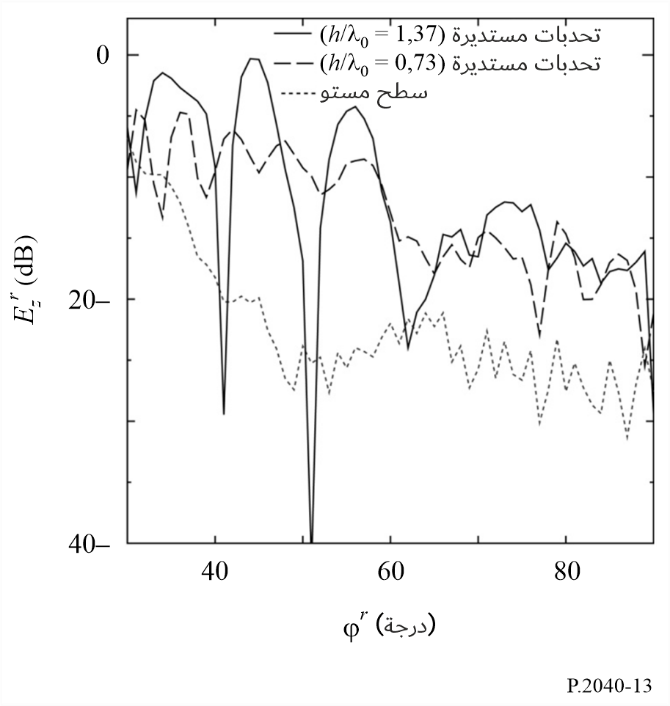 تحدبات مستديرة (h/λ0 = 1,37)
تحدبات مستديرة (h/λ0 = 0,73)
سطح مستو
0
20–
40–
Ezr (dB)
40 60 80
φr (درجة)
P.2040-13